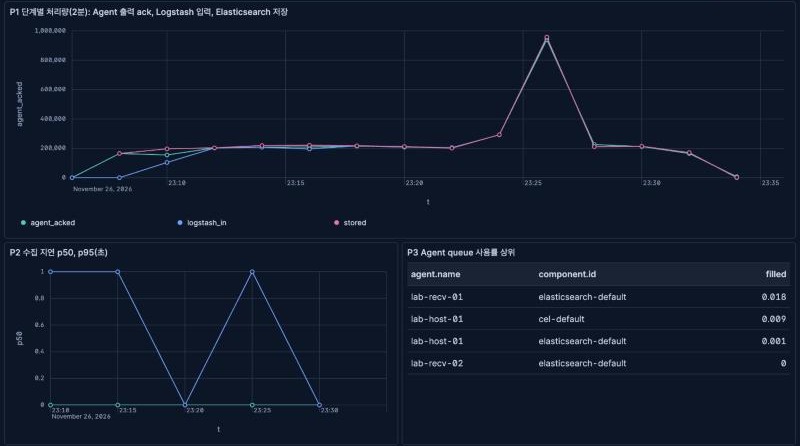 P1 단계별 처리량(2분): Agent 출력 ack, Logstash 입력, Elasticsearch 저장
1,000,000
800,000
600,000
400,000
200,000
0
agent_acked
23:10
23:15
23:20
23:26
23:30
23:35
November 26, 2026
t
agent_acked
logstash_in
stored
P2 수집 지연 p50, p95(초)
1
0.8
0.6
0.4
0.2
0
p50
23:10
23:15
23:20
23:25
23:30
November 26, 2026
t
P3 Agent queue 사용률 상위
agent.name component.id filled
lab-recv-01 elasticsearch-default 0.018
lab-host-01 cel-default 0.009
lab-host-01 elasticsearch-default 0.001
lab-recv-02 elasticsearch-default 0